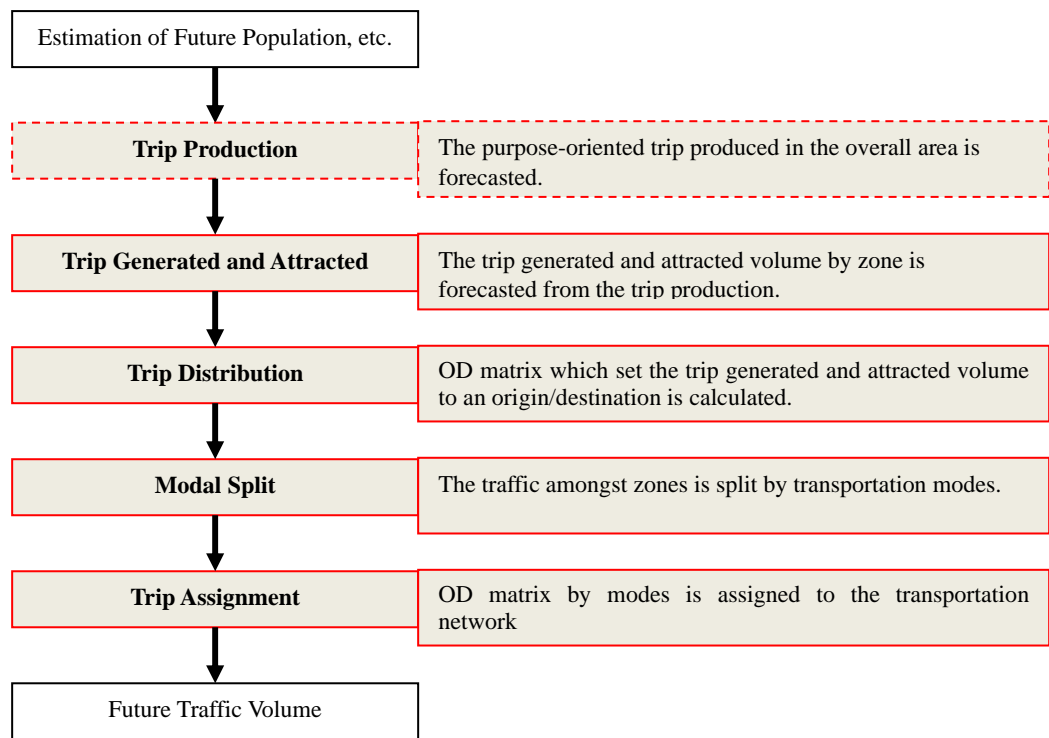 Estimation of Future Population, etc.
Trip Production
The purpose-oriented trip produced in the overall area is
forecasted.
Trip Generated and Attracted
The trip generated and attracted volume by zone is
forecasted from the trip production.
Trip Distribution
OD matrix which set the trip generated and attracted volume
to an origin/destination is calculated.
Modal Split
The traffic amongst zones is split by transportation modes.
Trip Assignment
OD matrix by modes is assigned to the transportation
network
Future Traffic Volume